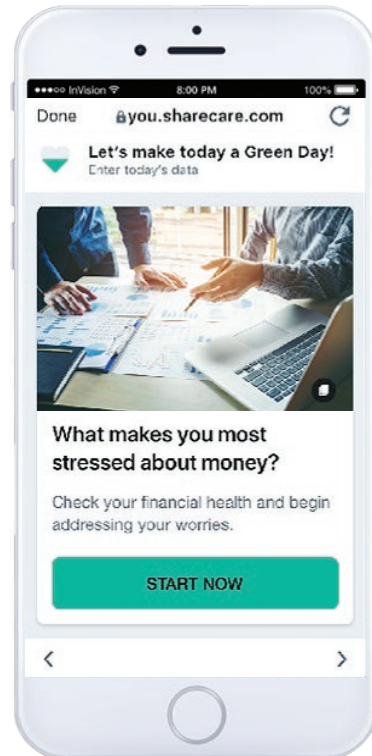 InVision 8:00 PM 100%
Done you.sharecare.com
Let's make today a Green Day!
Enter today's data
What makes you most
stressed about money?
Check your financial health and begin
addressing your worries.
START NOW